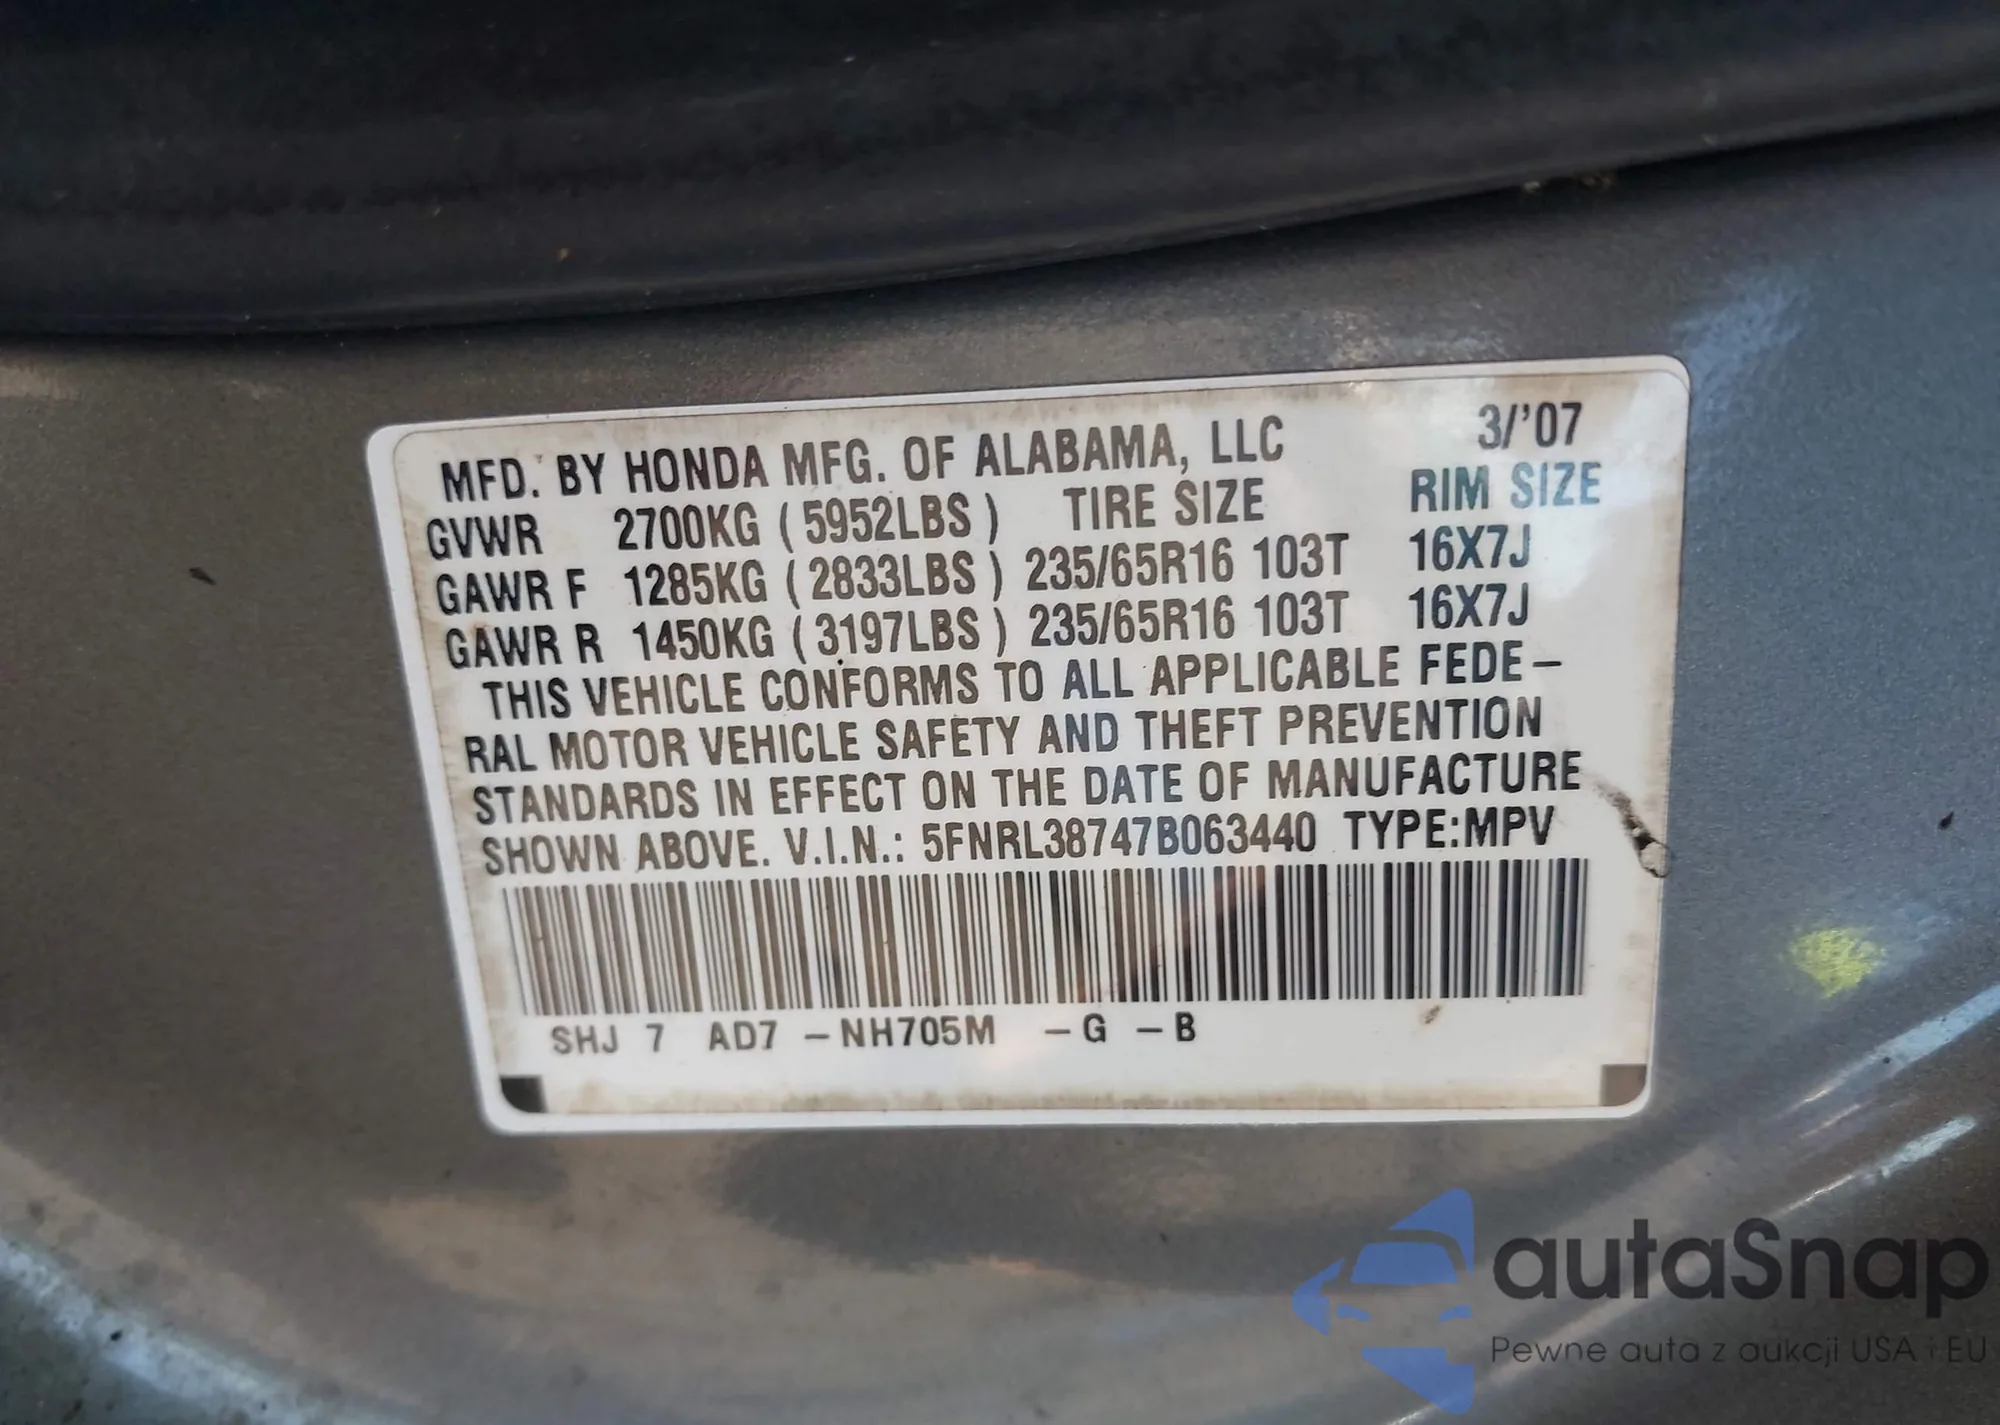 MFD. BY HONDA MFG. OF ALABAMA, LLC 3/'07
GVWR 2700KG ( 5952LBS ) TIRE SIZE RIM SIZE
GAWR F 1285KG ( 2833LBS ) 235/65R16 103T 16X7J
GAWR R 1450KG ( 3197LBS ) 235/65R16 103T 16X7J
THIS VEHICLE CONFORMS TO ALL APPLICABLE FEDE–
RAL MOTOR VEHICLE SAFETY AND THEFT PREVENTION
STANDARDS IN EFFECT ON THE DATE OF MANUFACTURE
SHOWN ABOVE. V.I.N.: 5FNRL38747B063440 TYPE:MPV
SHJ 7 AD7 –NH705M –G –B
autaSnap
Pewne auta z aukcji USA i EU